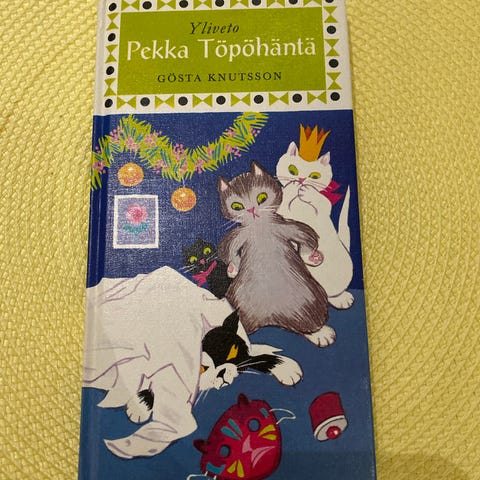 Yliveto
Pekka Töpöhäntä
GÖSTA KNUTSSON